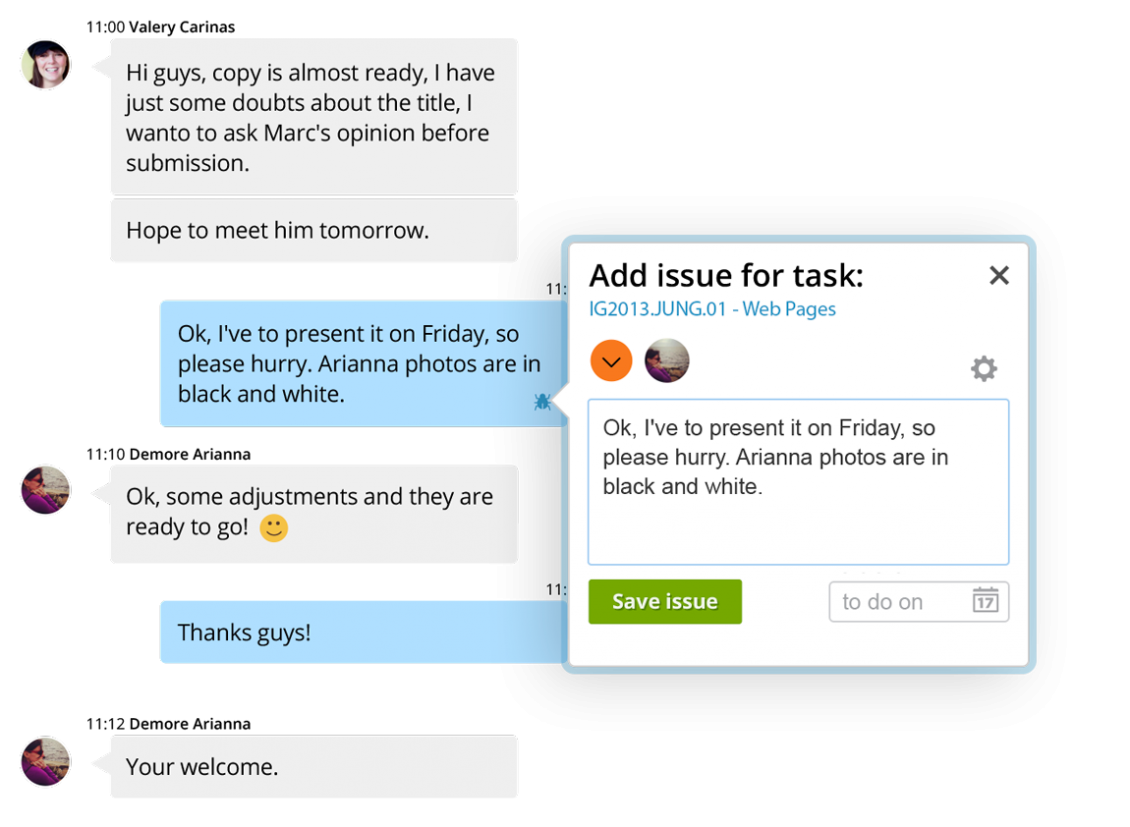 11:00 Valery Carinas
Hi guys, copy is almost ready, I have
just some doubts about the title, I
wanto to ask Marc's opinion before
submission.
Hope to meet him tomorrow.
11:
Ok, I've to present it on Friday, so
please hurry. Arianna photos are in
black and white.
11:10 Demore Arianna
Ok, some adjustments and they are
ready to go!
11:
Thanks guys!
11:12 Demore Arianna
Your welcome.
Add issue for task:
IG2013.JUNG.01 - Web Pages
Ok, I've to present it on Friday, so
please hurry. Arianna photos are in
black and white.
Save issue
to do on
17